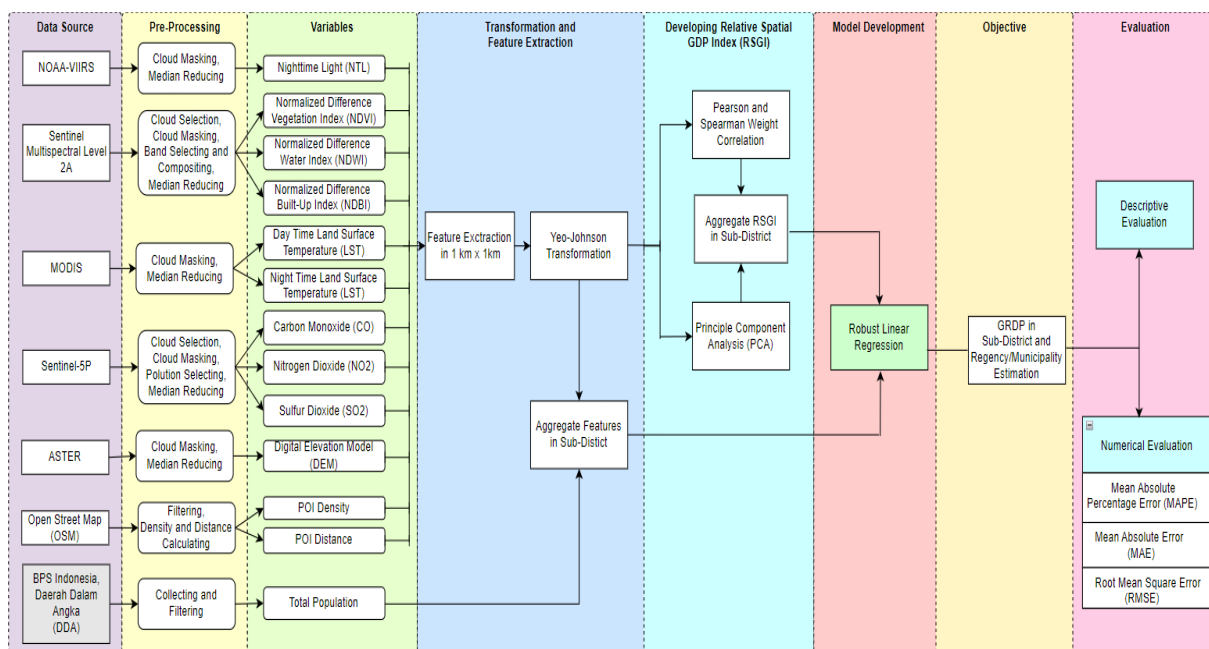 Data Source
Pre-Processing
Variables
Transformation and
Feature Extraction
Developing Relative Spatial
GDP Index (RSGI)
Model Development
Objective
Evaluation
NOAA-VIIRS
Cloud Masking,
Median Reducing
Nighttime Light (NTL)
Sentinel
Multispectral Level
2A
Cloud Selection,
Cloud Masking,
Band Selecting and
Compositing,
Median Reducing
Normalized Difference
Vegetation Index (NDVI)
Normalized Difference
Water Index (NDWI)
Normalized Difference
Built-Up Index (NDBI)
MODIS
Cloud Masking,
Median Reducing
Day Time Land Surface
Temperature (LST)
Night Time Land Surface
Temperature (LST)
Sentinel-5P
Cloud Selection,
Cloud Masking,
Polution Selecting,
Median Reducing
Carbon Monoxide (CO)
Nitrogen Dioxide (NO2)
Sulfur Dioxide (SO2)
ASTER
Cloud Masking,
Median Reducing
Digital Elevation Model
(DEM)
Open Street Map
(OSM)
Filtering,
Density and Distance
Calculating
POI Density
POI Distance
BPS Indonesia,
Daerah Dalam
Angka
(DDA)
Collecting and
Filtering
Total Population
Feature Exktraction
in 1 km x 1km
Yeo-Johnson
Transformation
Aggregate Features
in Sub-Distict
Pearson and
Spearman Weight
Correlation
Aggregate RSGI
in Sub-District
Principle Component
Analysis (PCA)
Robust Linear
Regression
GRDP in
Sub-District and
Regency/Municipality
Estimation
Descriptive
Evaluation
Numerical Evaluation
Mean Absolute
Percentage Error (MAPE)
Mean Absolute Error
(MAE)
Root Mean Square Error
(RMSE)